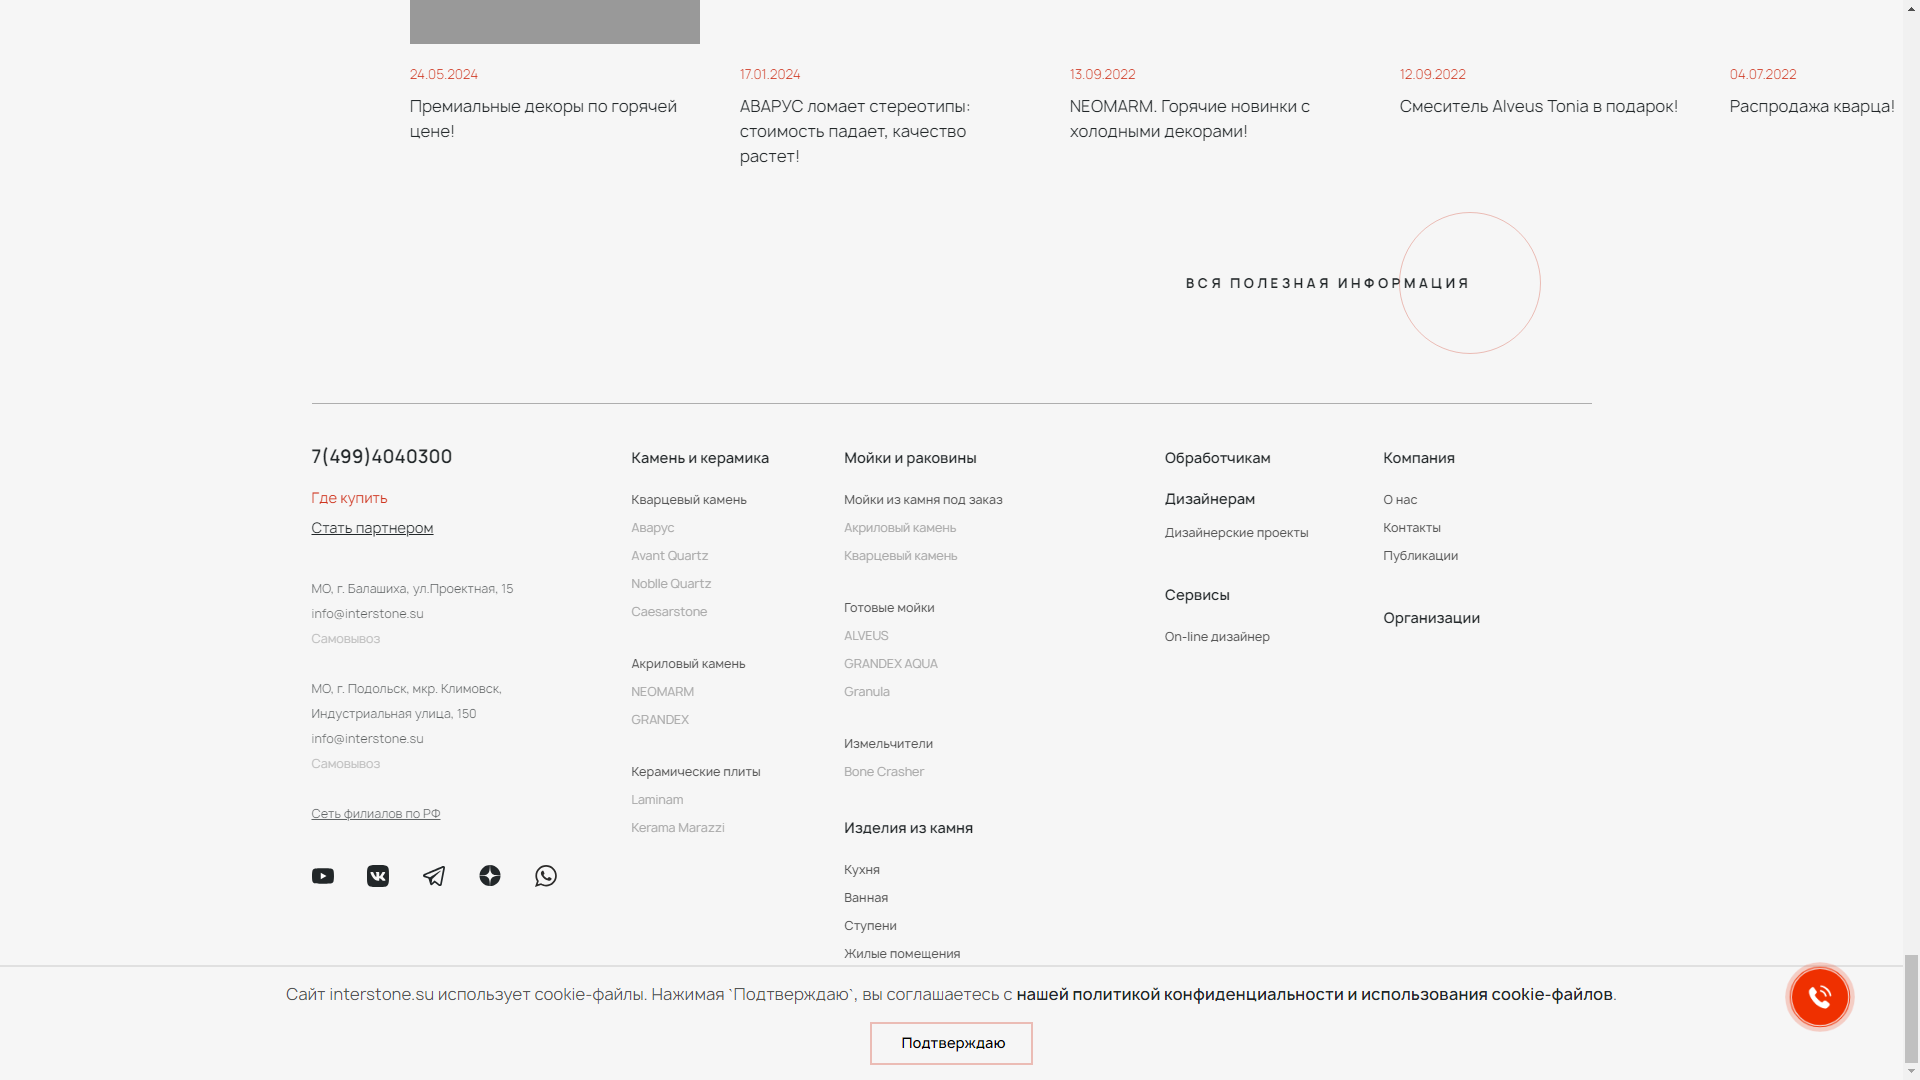 24.05.2024
Премиальные декоры по горячей
цене!
17.01.2024
АВАРУС ломает стереотипы:
стоимость падает, качество
растет!
13.09.2022
NEOMARM. Горячие новинки с
холодными декорами!
12.09.2022
Смеситель Alveus Tonia в подарок!
04.07.2022
Распродажа кварца!
ВСЯ ПОЛЕЗНАЯ ИНФОРМАЦИЯ
7(499)4040300
Где купить
Стать партнером
МО, г. Балашиха, ул.Проектная, 15
info@interstone.su
Самовывоз
МО, г. Подольск, мкр. Климовск,
Индустриальная улица, 150
info@interstone.su
Самовывоз
Сеть филиалов по РФ
Камень и керамика
Кварцевый камень
Аварус
Avant Quartz
Noblle Quartz
Caesarstone
Акриловый камень
NEOMARM
GRANDEX
Керамические плиты
Laminam
Kerama Marazzi
Мойки и раковины
Мойки из камня под заказ
Акриловый камень
Кварцевый камень
Готовые мойки
ALVEUS
GRANDEX AQUA
Granula
Измельчители
Bone Crasher
Изделия из камня
Кухня
Ванная
Ступени
Жилые помещения
Обработчикам
Дизайнерам
Дизайнерские проекты
Сервисы
On-line дизайнер
Компания
О нас
Контакты
Публикации
Организации
Сайт interstone.su использует cookie-файлы. Нажимая `Подтверждаю`, вы соглашаетесь с нашей политикой конфиденциальности и использования cookie-файлов.
Подтверждаю